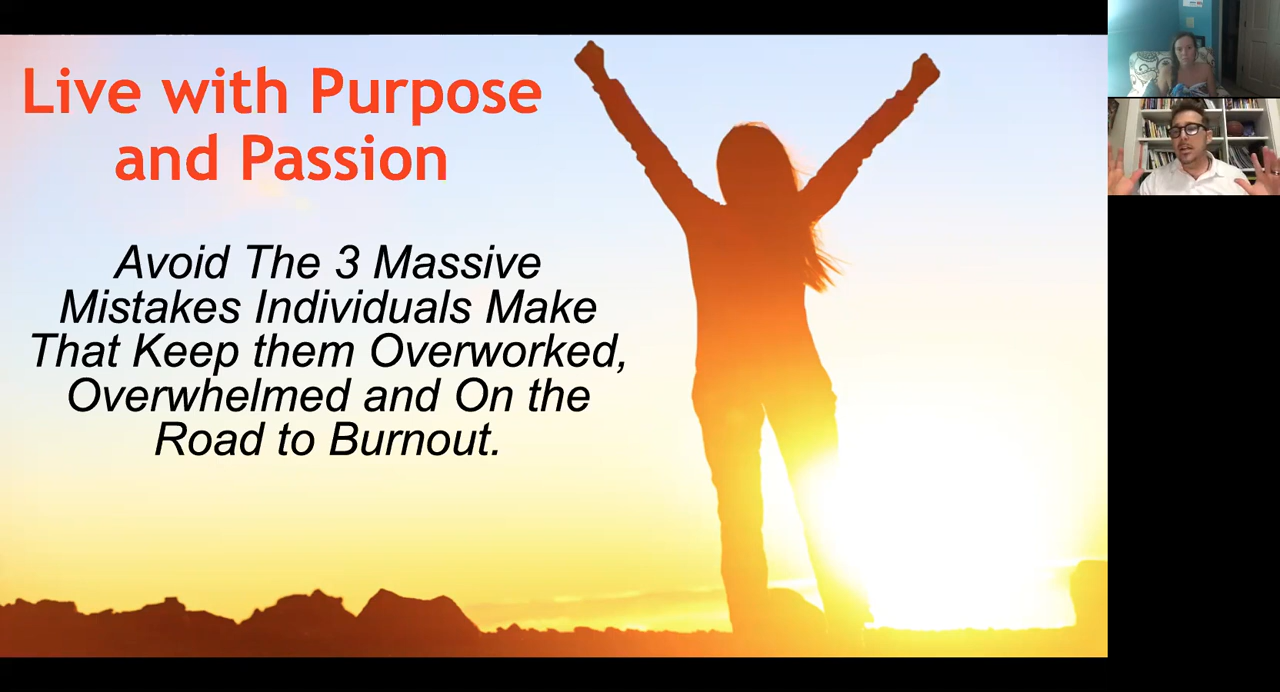 Live with Purpose
and Passion
Avoid The 3 Massive
Mistakes Individuals Make
That Keep them Overworked,
Overwhelmed and On the
Road to Burnout.